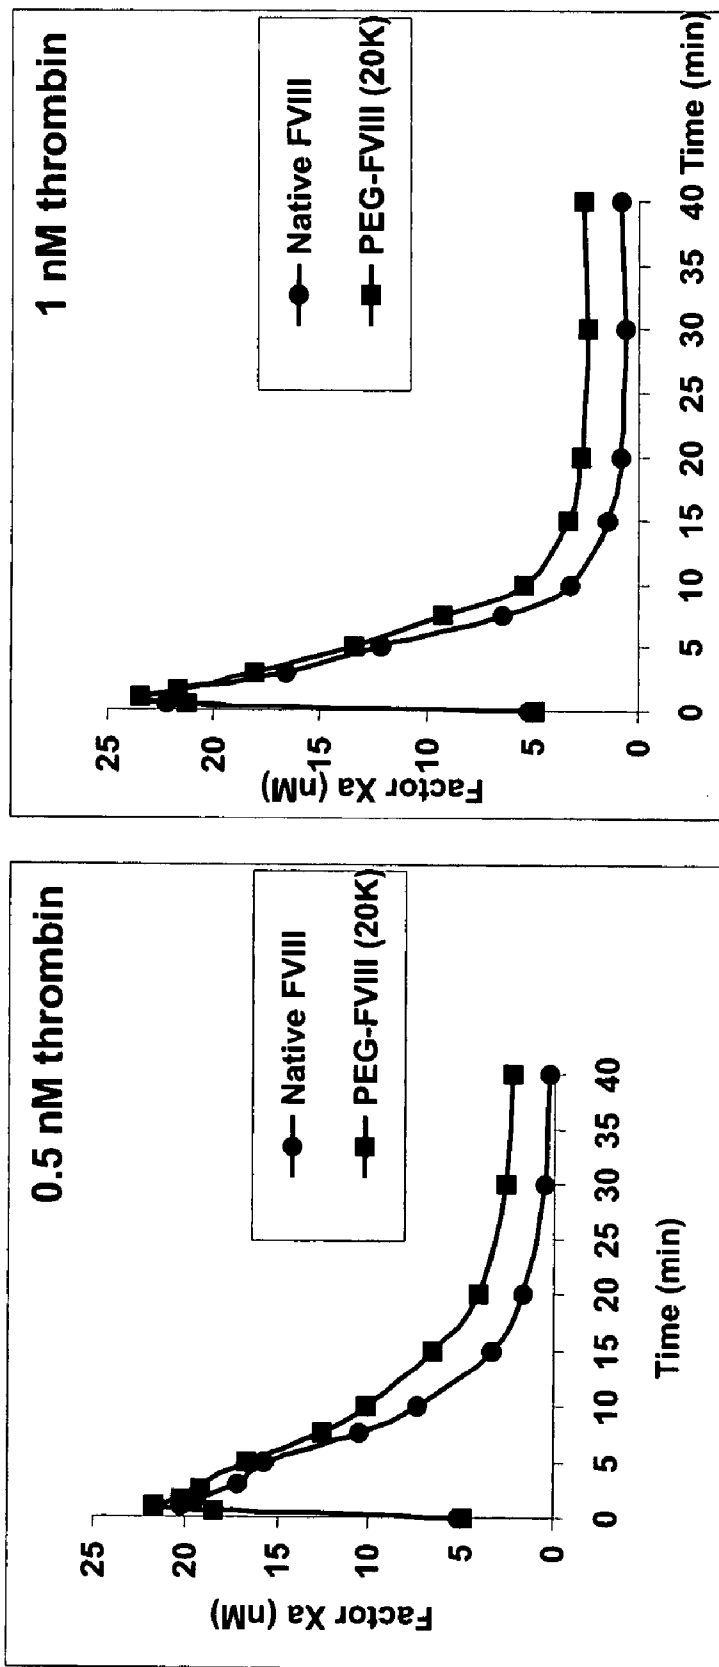 0.5 nM thrombin
Native FVIII
PEG-FVIII (20K)
Factor Xa (nM)
25
20
15
10
5
0
0 5 10 15 20 25 30 35 40
Time (min)
1 nM thrombin
Native FVIII
PEG-FVIII (20K)
Factor Xa (nM)
25
20
15
10
5
0
0 5 10 15 20 25 30 35 40 Time (min)